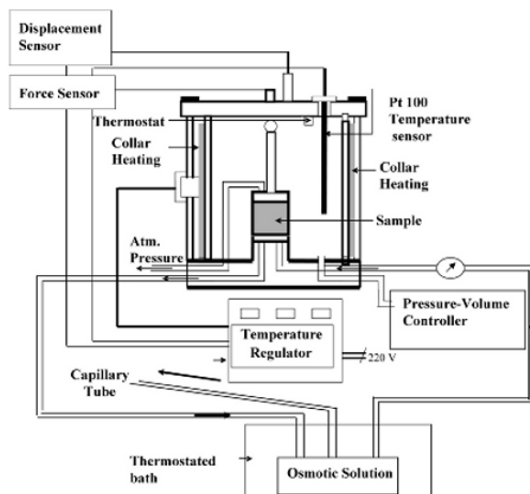 Displacement
Sensor
Force Sensor
Thermostat
Collar
Heating
Pt 100
Temperature
sensor
Collar
Heating
Sample
Atm.
Pressure
Pressure-Volume
Controller
Temperature
Regulator
220 V
Capillary
Tube
Thermostated
bath
Osmotic Solution